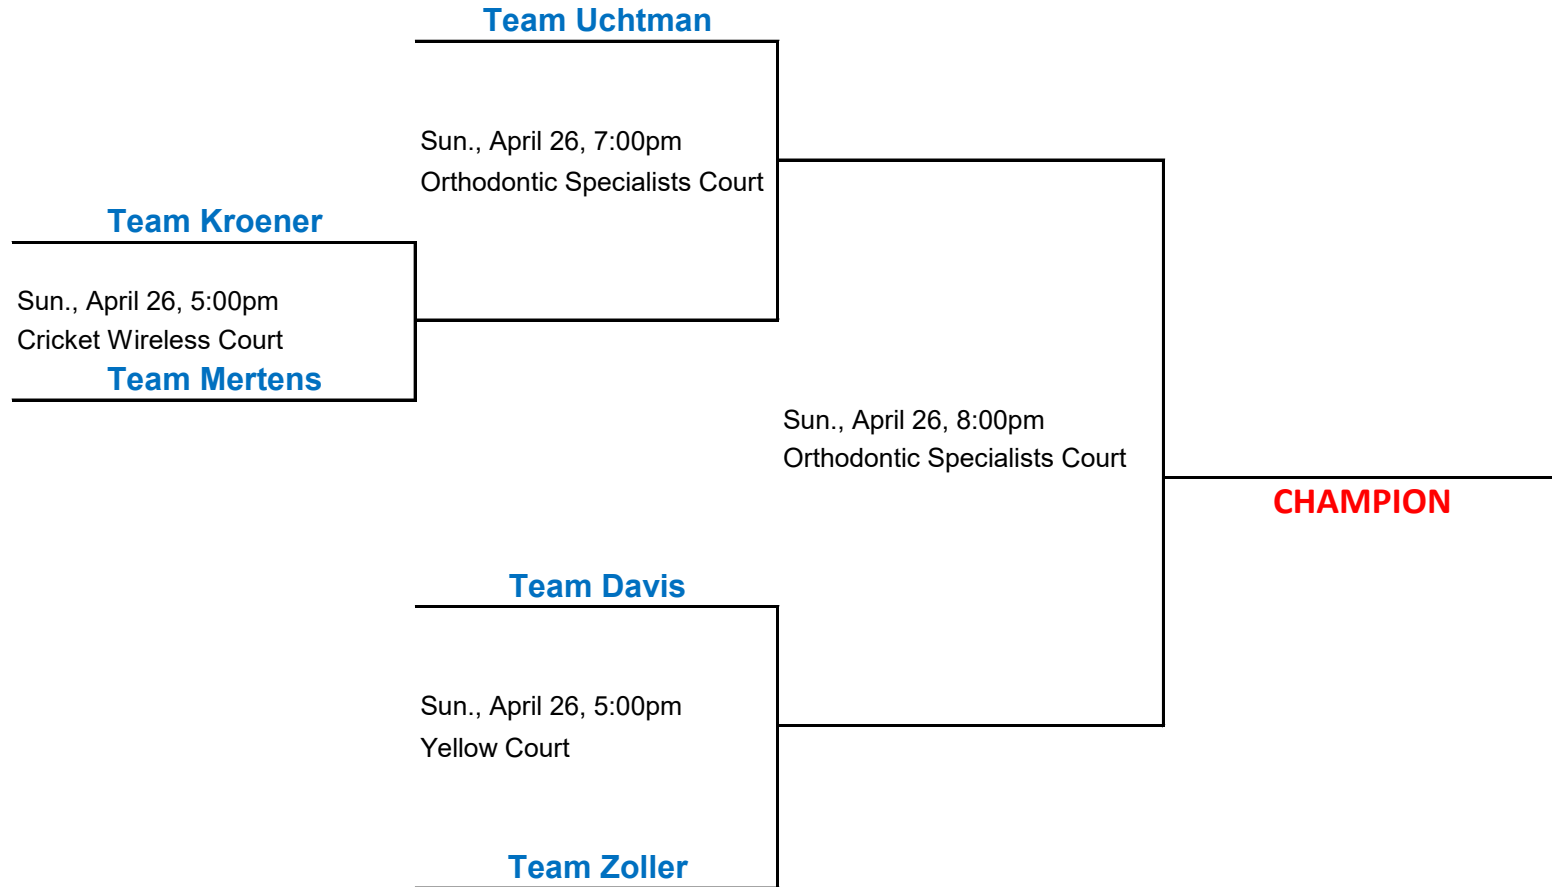 Team Uchtman
Sun., April 26, 7:00pm
Orthodontic Specialists Court
Team Kroener
Sun., April 26, 5:00pm
Cricket Wireless Court
Team Mertens
Sun., April 26, 8:00pm
Orthodontic Specialists Court
CHAMPION
Team Davis
Sun., April 26, 5:00pm
Yellow Court
Team Zoller